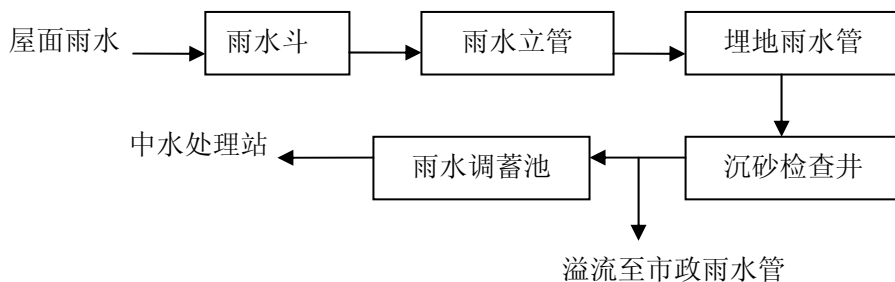 屋面雨水
雨水斗
雨水立管
埋地雨水管
沉砂检查井
雨水调蓄池
中水处理站
溢流至市政雨水管